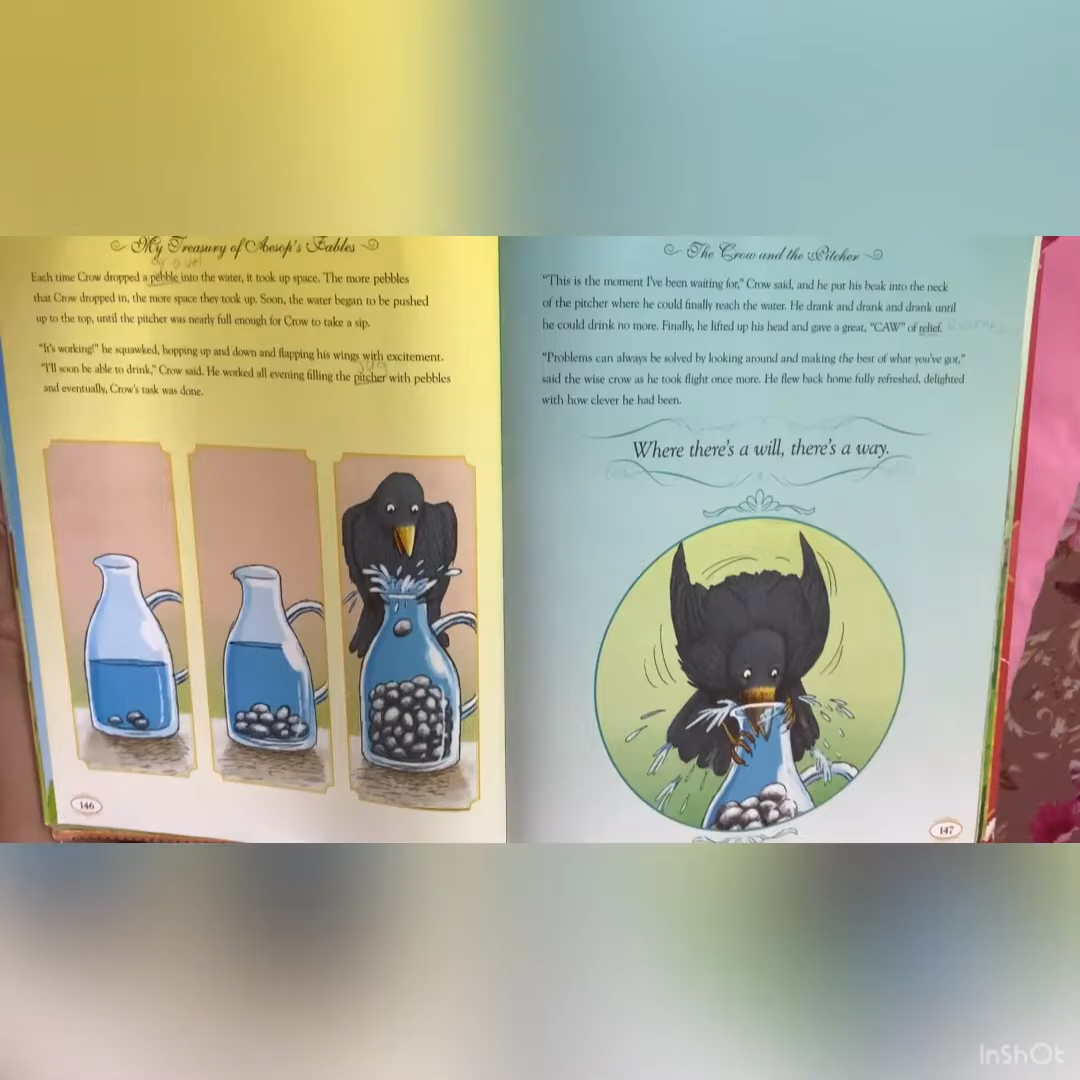 My Treasury of Aesop's Fables
Each time Crow dropped a pebble into the water, it took up space. The more pebbles
that Crow dropped in, the more space they took up. Soon, the water began to be pushed
up to the top, until the pitcher was nearly full enough for Crow to take a sip.
"It's working!" he squawked, hopping up and down and flapping his wings with excitement.
jug
"I'll soon be able to drink," Crow said. He worked all evening filling the pitcher with pebbles
and eventually, Crow's task was done.
146
The Crow and the Pitcher
"This is the moment I've been waiting for," Crow said, and he put his beak into the neck
of the pitcher where he could finally reach the water. He drank and drank and drank until
he could drink no more. Finally, he lifted up his head and gave a great, "CAW" of relief.
"Problems can always be solved by looking around and making the best of what you've got,"
said the wise crow as he took flight once more. He flew back home fully refreshed, delighted
with how clever he had been.
Where there's a will, there's a way.
147
InShOt